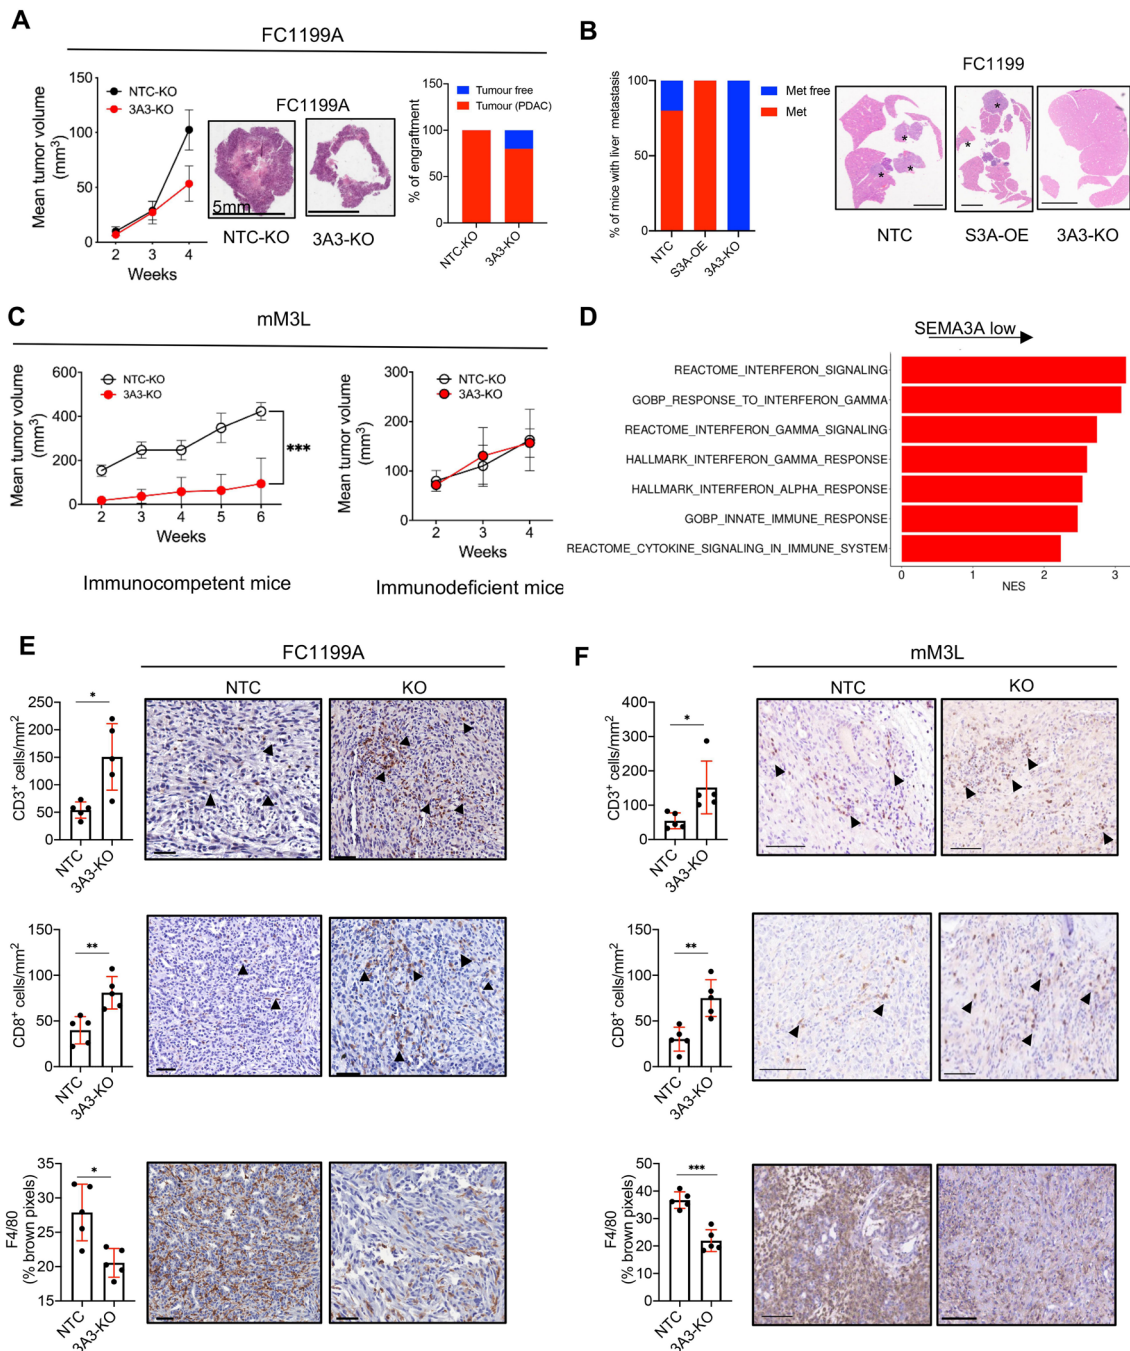 A
FC1199A
Mean tumor volume
(mm3)
150
100
50
0
2 3 4
Weeks
NTC-KO
3A3-KO
FC1199A
5mm
NTC-KO
3A3-KO
% of engraftment
150
100
50
0
Tumour free
Tumour (PDAC)
NTC-KO
3A3-KO
B
FC1199
% of mice with liver metastasis
100
50
0
Met free
Met
NTC
S3A-OE
3A3-KO
* * *
* *
NTC
S3A-OE
3A3-KO
C
mM3L
Mean tumor volume
(mm3)
600
400
200
0
2 3 4 5 6
Weeks
NTC-KO
3A3-KO
***
Immunocompetent mice
Mean tumor volume
(mm3)
300
200
100
0
2 3 4
Weeks
NTC-KO
3A3-KO
Immunodeficient mice
D
SEMA3A low
REACTOME_INTERFERON_SIGNALING
GOBP_RESPONSE_TO_INTERFERON_GAMMA
REACTOME_INTERFERON_GAMMA_SIGNALING
HALLMARK_INTERFERON_GAMMA_RESPONSE
HALLMARK_INTERFERON_ALPHA_RESPONSE
GOBP_INNATE_IMMUNE_RESPONSE
REACTOME_CYTOKINE_SIGNALING_IN_IMMUNE_SYSTEM
0 1 2 3
NES
E
FC1199A
NTC
KO
CD3+ cells/mm2
250
200
150
100
50
0
*
NTC
3A3-KO
CD8+ cells/mm2
150
100
50
0
**
NTC
3A3-KO
F4/80
(% brown pixels)
35
30
25
20
15
*
NTC
3A3-KO
F
mM3L
NTC
KO
CD3+ cells/mm2
400
300
200
100
0
*
NTC
3A3-KO
CD8+ cells/mm2
150
100
50
0
**
NTC
3A3-KO
F4/80
(% brown pixels)
50
40
30
20
10
0
***
NTC
3A3-KO